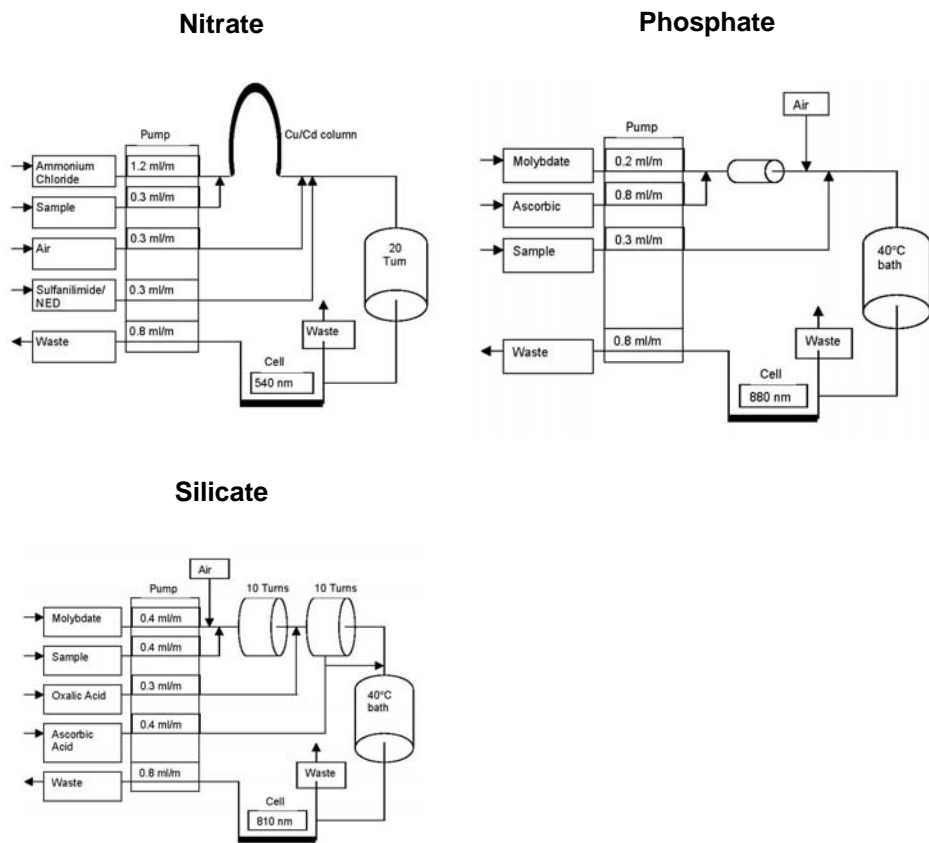 Nitrate
Pump
Cu/Cd column
Ammonium
Chloride
1.2 ml/m
Sample
0.3 ml/m
Air
0.3 ml/m
Sulfanilimide/
NED
0.3 ml/m
Waste
0.8 ml/m
20
Tum
Waste
Cell
540 nm
Phosphate
Air
Pump
Molybdate
0.2 ml/m
Ascorbic
0.8 ml/m
Sample
0.3 ml/m
40°C
bath
Waste
0.8 ml/m
Waste
Cell
880 nm
Silicate
Air
Pump
10 Turns
10 Turns
Molybdate
0.4 ml/m
Sample
0.4 ml/m
Oxalic Acid
0.3 ml/m
Ascorbic
Acid
0.4 ml/m
40°C
bath
Waste
0.8 ml/m
Waste
Cell
810 nm